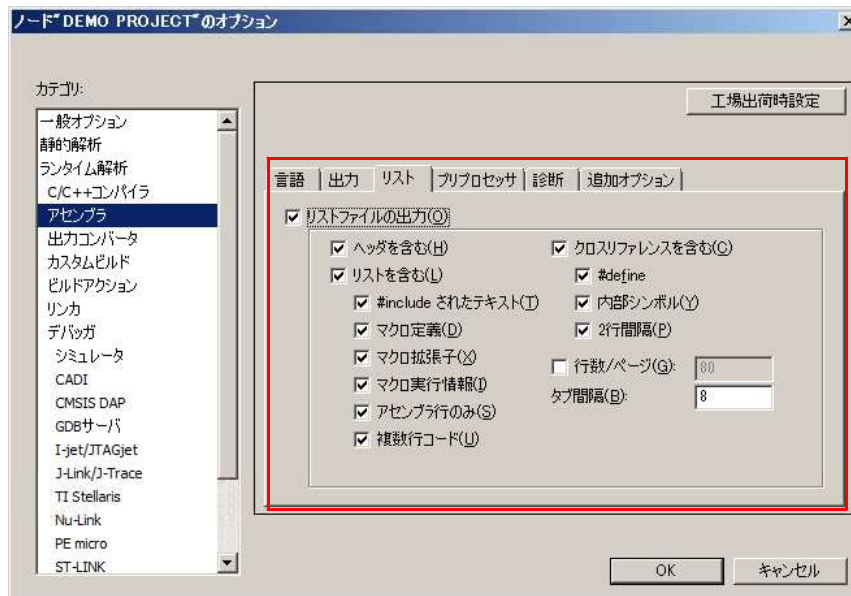 ノード"DEMO PROJECT"のオプション
カテゴリ:
一般オプション
静的解析
ランタイム解析
C/C++コンパイラ
アセンブラ
出力コンバータ
カスタムビルド
ビルドアクション
リンカ
デバッガ
シミュレータ
CADI
CMSIS DAP
GDBサーバ
I-jet/JTAGjet
J-Link/J-Trace
TI Stellaris
Nu-Link
PE micro
ST-LINK
工場出荷時設定
言語 出力 リスト プリプロセッサ 診断 追加オプション
リストファイルの出力(O)
ヘッダを含む(H)
リストを含む(L)
#include されたテキスト(T)
マクロ定義(D)
マクロ拡張子(X)
マクロ実行情報(I)
アセンブラ行のみ(S)
複数行コード(U)
クロスリファレンスを含む(C)
#define
内部シンボル(Y)
2行間隔(P)
行数/ページ(G): 80
タブ間隔(B): 8
OK キャンセル